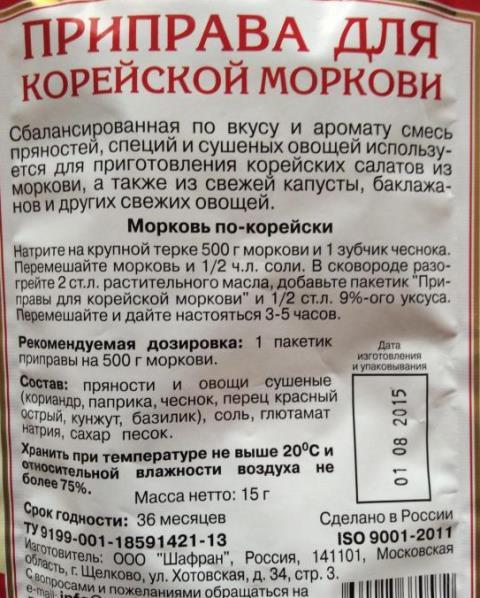 ПРИПРАВА ДЛЯ
КОРЕЙСКОЙ МОРКОВИ
Сбалансированная по вкусу и аромату смесь
пряностей, специй и сушеных овощей использу-
ется для приготовления корейских салатов из
моркови, а также из свежей капусты, баклажа-
нов и других свежих овощей.
Морковь по-корейски
Натрите на крупной терке 500 г моркови и 1 зубчик чеснока.
Перемешайте морковь и 1/2 ч.л. соли. В сковороде разо-
грейте 2 ст.л. растительного масла, добавьте пакетик "При-
правы для корейской моркови" и 1/2 ст.л. 9%-ого уксуса.
Перемешайте и дайте настояться 3-5 часов.
Рекомендуемая дозировка: 1 пакетик
приправы на 500 г моркови.
Дата
изготовления
и упаковывания
01 08 2015
Состав: пряности и овощи сушеные
(кориандр, паприка, чеснок, перец красный
острый, кунжут, базилик), соль, глютамат
натрия, сахар песок.
Хранить при температуре не выше 20⁰С и
относительной влажности воздуха не
более 75%.
Масса нетто: 15 г
Срок годности: 36 месяцев
Сделано в России
ТУ 9199-001-18591421-13
ISO 9001-2011
Изготовитель: ООО "Шафран", Россия, 141101, Московская
область, г. Щелково, ул. Хотовская, д. 34, стр. 3.
С вопросами и пожеланиями обращаться на
e-mail: